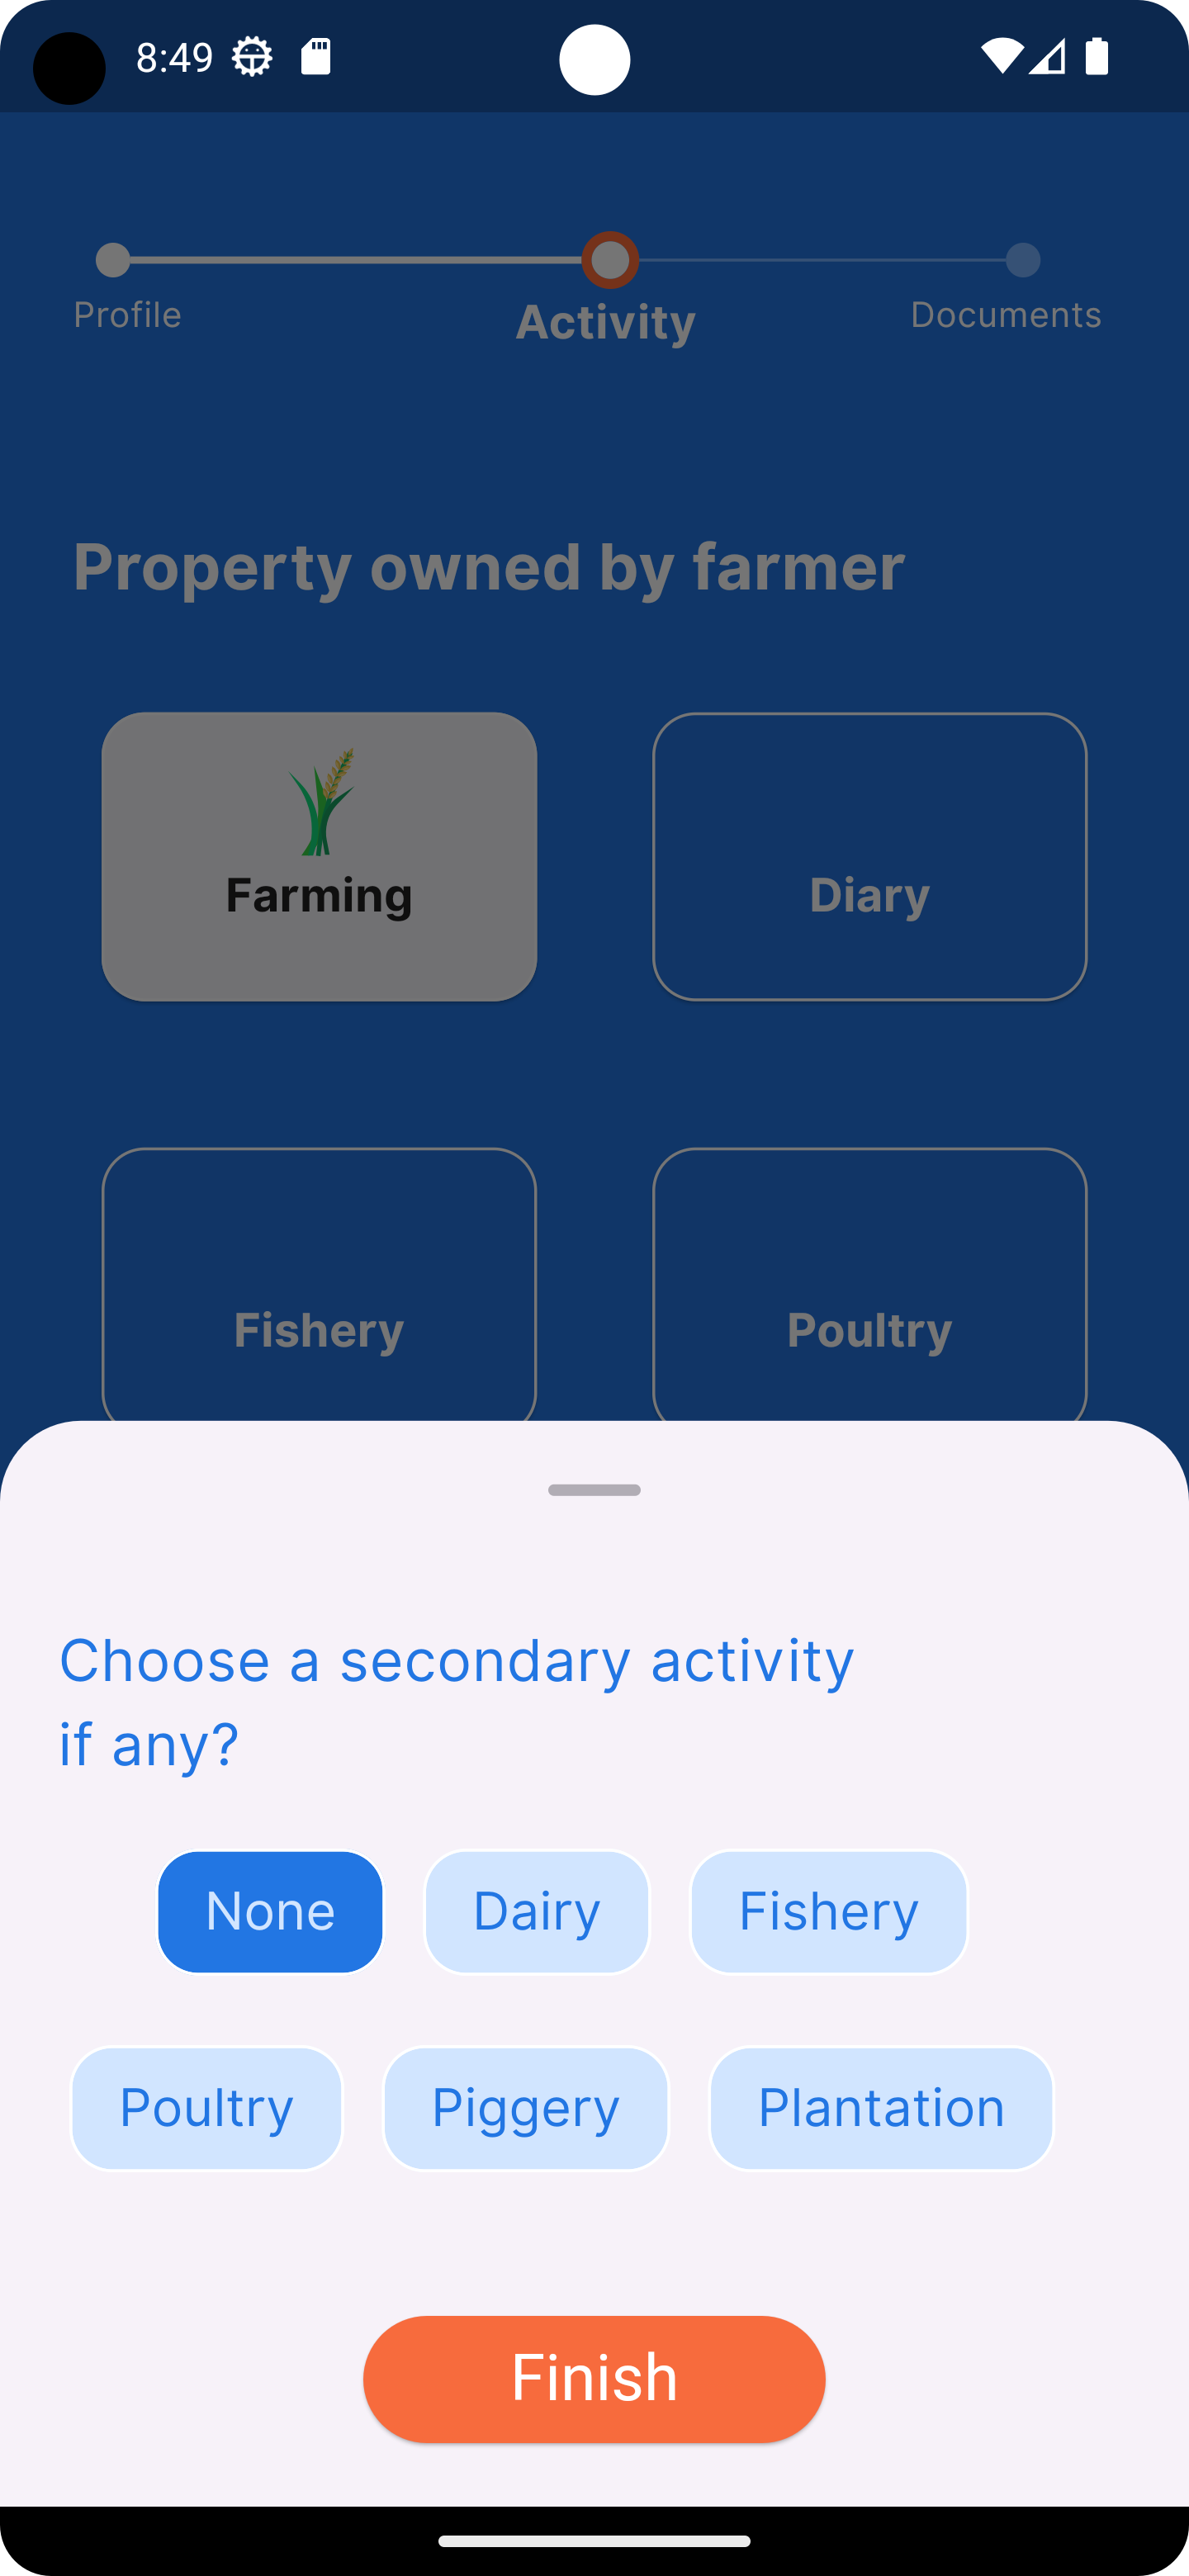 8:49
Profile
Activity
Documents
Property owned by farmer
Farming
Diary
Fishery
Poultry
Choose a secondary activity
if any?
None
Dairy
Fishery
Poultry
Piggery
Plantation
Finish